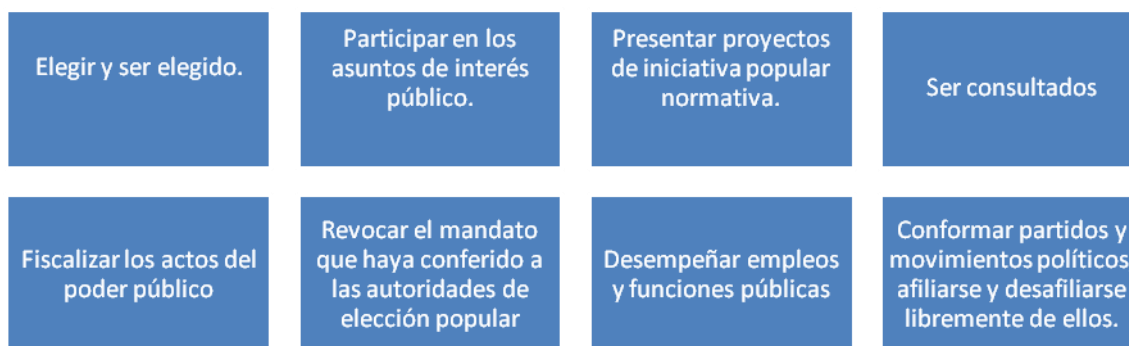 Elegir y ser elegido.
Participar en los
asuntos de interés
público.
Presentar proyectos
de iniciativa popular
normativa.
Ser consultados
Fiscalizar los actos del
poder público
Revocar el mandato
que haya conferido a
las autoridades de
elección popular
Desempeñar empleos
y funciones públicas
Conformar partidos y
movimientos políticos
afiliarse y desafiliarse
libremente de ellos.